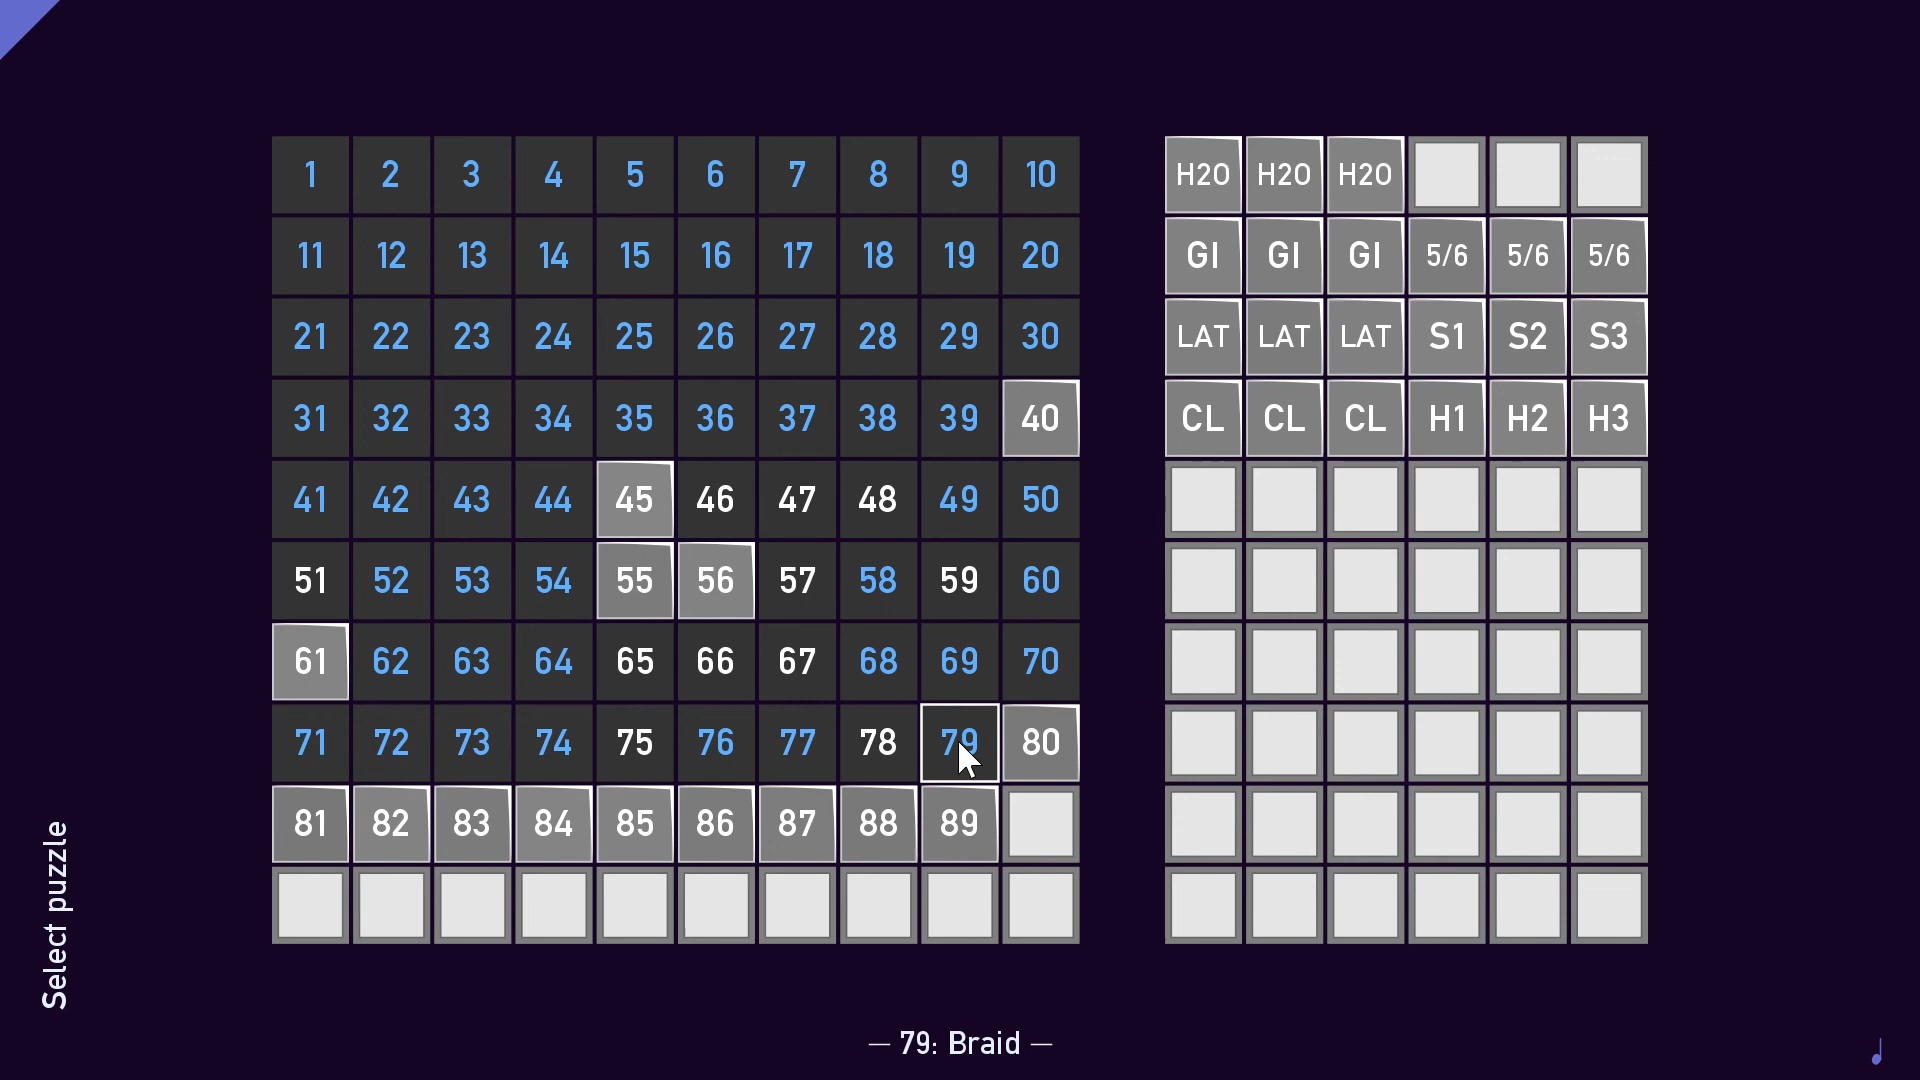 1 2 3 4 5 6 7 8 9 10
11 12 13 14 15 16 17 18 19 20
21 22 23 24 25 26 27 28 29 30
31 32 33 34 35 36 37 38 39 40
41 42 43 44 45 46 47 48 49 50
51 52 53 54 55 56 57 58 59 60
61 62 63 64 65 66 67 68 69 70
71 72 73 74 75 76 77 78 79 80
81 82 83 84 85 86 87 88 89
H2O H2O H2O
GI GI GI 5/6 5/6 5/6
LAT LAT LAT S1 S2 S3
CL CL CL H1 H2 H3
Select puzzle
— 79: Braid —